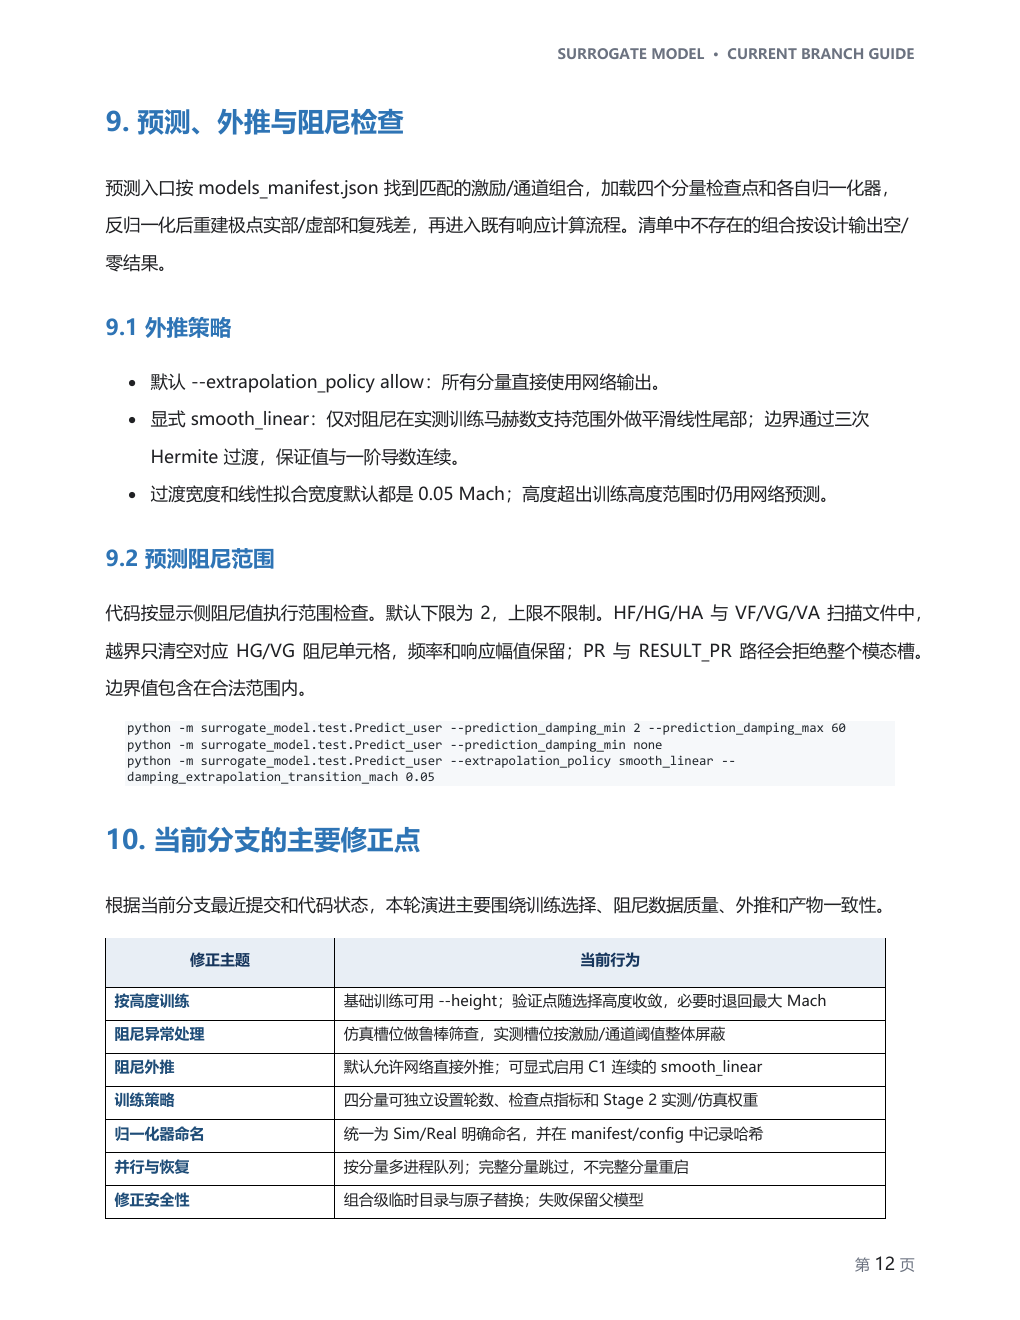 SURROGATE MODEL • CURRENT BRANCH GUIDE
9. 预测、外推与阻尼检查
预测入口按 models_manifest.json 找到匹配的激励/通道组合，加载四个分量检查点和各自归一化器，
反归一化后重建极点实部/虚部和复残差，再进入既有响应计算流程。清单中不存在的组合按设计输出空/
零结果。
9.1 外推策略
• 默认 --extrapolation_policy allow：所有分量直接使用网络输出。
• 显式 smooth_linear：仅对阻尼在实测训练马赫数支持范围外做平滑线性尾部；边界通过三次
Hermite 过渡，保证值与一阶导数连续。
• 过渡宽度和线性拟合宽度默认都是 0.05 Mach；高度超出训练高度范围时仍用网络预测。
9.2 预测阻尼范围
代码按显示侧阻尼值执行范围检查。默认下限为 2，上限不限制。HF/HG/HA 与 VF/VG/VA 扫描文件中，
越界只清空对应 HG/VG 阻尼单元格，频率和响应幅值保留；PR 与 RESULT_PR 路径会拒绝整个模态槽。
边界值包含在合法范围内。
python -m surrogate_model.test.Predict_user --prediction_damping_min 2 --prediction_damping_max 60
python -m surrogate_model.test.Predict_user --prediction_damping_min none
python -m surrogate_model.test.Predict_user --extrapolation_policy smooth_linear --
damping_extrapolation_transition_mach 0.05
10. 当前分支的主要修正点
根据当前分支最近提交和代码状态，本轮演进主要围绕训练选择、阻尼数据质量、外推和产物一致性。
修正主题 当前行为
按高度训练 基础训练可用 --height；验证点随选择高度收敛，必要时退回最大 Mach
阻尼异常处理 仿真槽位做鲁棒筛查，实测槽位按激励/通道阈值整体屏蔽
阻尼外推 默认允许网络直接外推；可显式启用 C1 连续的 smooth_linear
训练策略 四分量可独立设置轮数、检查点指标和 Stage 2 实测/仿真权重
归一化器命名 统一为 Sim/Real 明确命名，并在 manifest/config 中记录哈希
并行与恢复 按分量多进程队列；完整分量跳过，不完整分量重启
修正安全性 组合级临时目录与原子替换；失败保留父模型
第 12 页